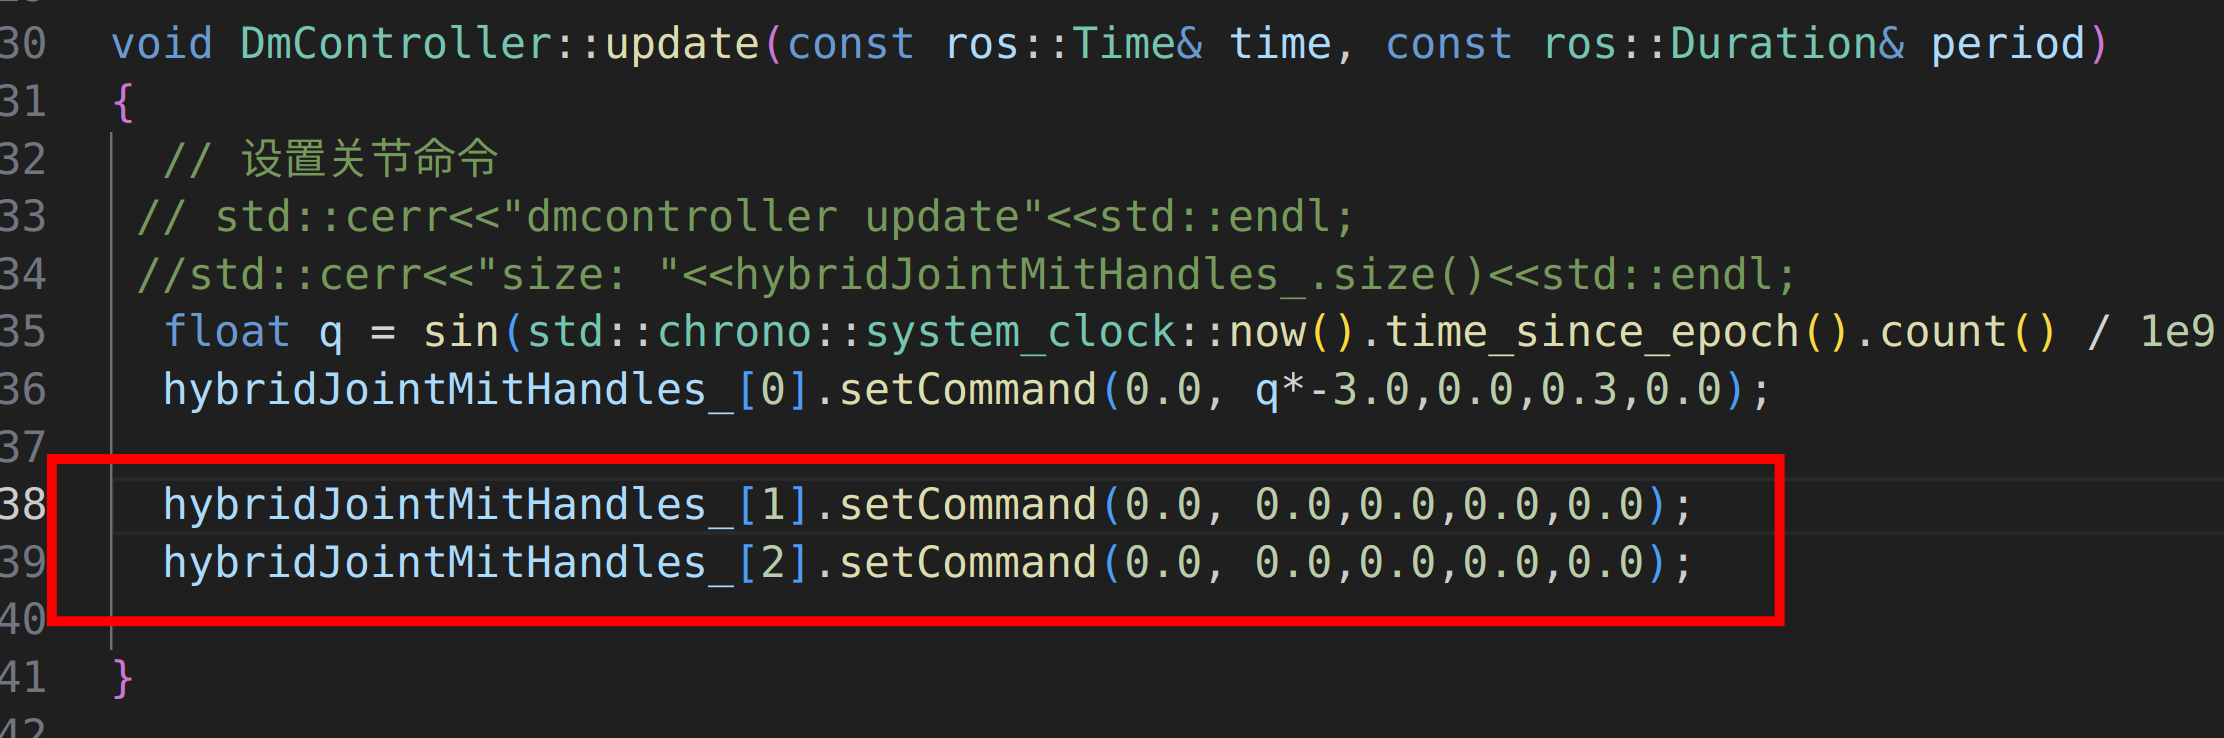 30 void DmController::update(const ros::Time& time, const ros::Duration& period)
31 {
32 // 设置关节命令
33 // std::cerr<<"dmcontroller update"<<std::endl;
34 //std::cerr<<"size: "<<hybridJointMitHandles_.size()<<std::endl;
35 float q = sin(std::chrono::system_clock::now().time_since_epoch().count() / 1e9
36 hybridJointMitHandles_[0].setCommand(0.0, q*-3.0,0.0,0.3,0.0);
37
38 hybridJointMitHandles_[1].setCommand(0.0, 0.0,0.0,0.0,0.0);
39 hybridJointMitHandles_[2].setCommand(0.0, 0.0,0.0,0.0,0.0);
40
41 }
42